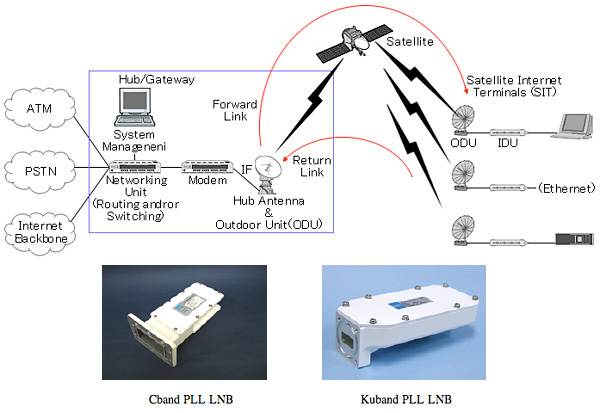 Satellite
Hub/Gateway
Satellite Internet
Terminals (SIT)
Forward
Link
ATM
System
Managemeni
ODU
IDU
PSTN
IF
Return
Link
Networking
Unit
(Routing andror
Switching)
Modem
Hub Antenna
&
Outdoor Unit(ODU)
(Ethernet)
Internet
Backbone
Cband PLL LNB
Kuband PLL LNB